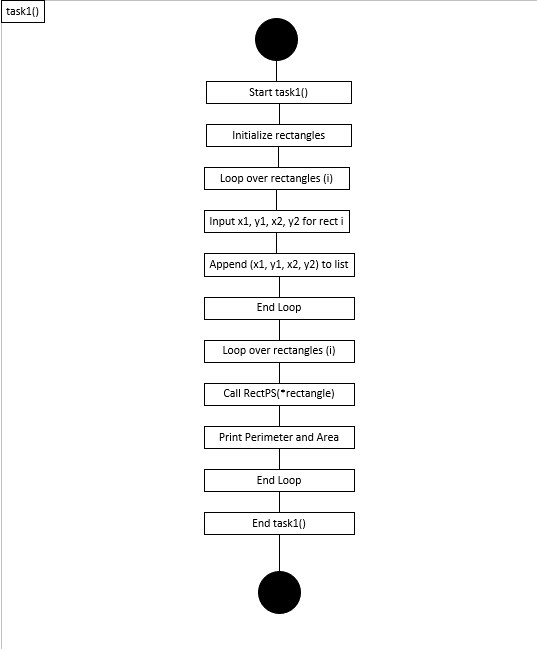 task1()
Start task1()
Initialize rectangles
Loop over rectangles (i)
Input x1, y1, x2, y2 for rect i
Append (x1, y1, x2, y2) to list
End Loop
Loop over rectangles (i)
Call RectPS(*rectangle)
Print Perimeter and Area
End Loop
End task1()